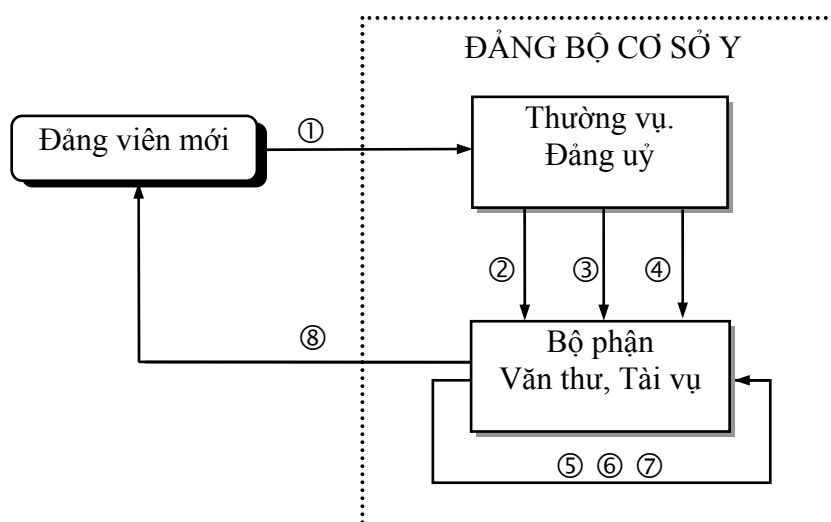 ĐẢNG BỘ CƠ SỞ Y
Thường vụ.
Đảng uỷ
Đảng viên mới
①
② ③ ④
⑧
Bộ phận
Văn thư, Tài vụ
⑤ ⑥ ⑦